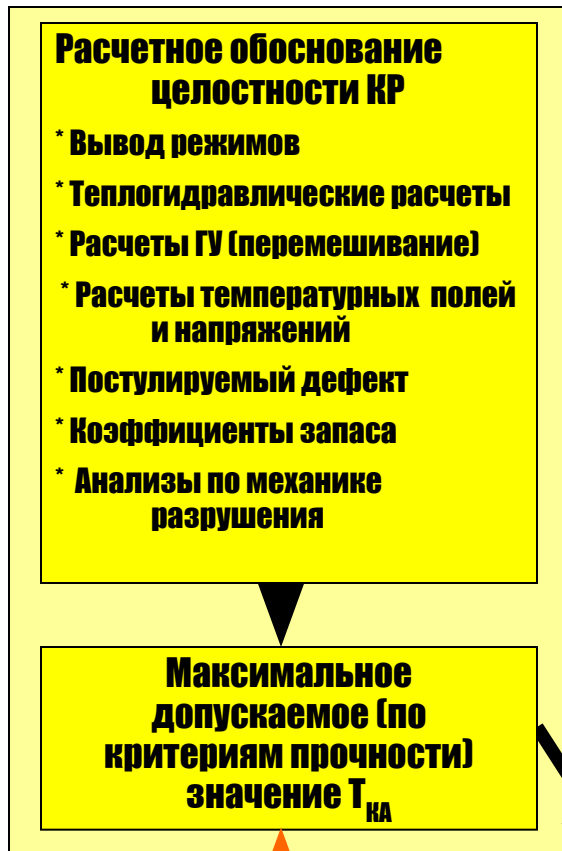 Расчетное обоснование
целостности КР
* Вывод режимов
* Теплогидравлические расчеты
* Расчеты ГУ (перемешивание)
* Расчеты температурных полей
и напряжений
* Постулируемый дефект
* Коэффициенты запаса
* Анализы по механике
разрушения
Максимальное
допускаемое (по
критериям прочности)
значение ТКА